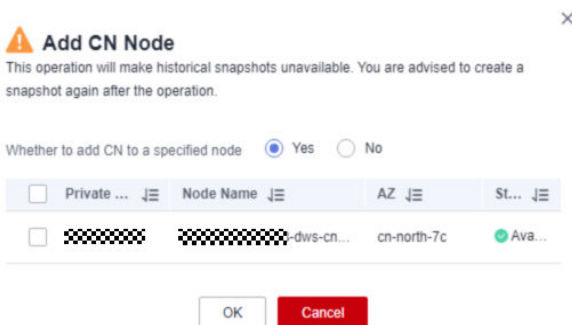 Add CN Node
This operation will make historical snapshots unavailable. You are advised to create a
snapshot again after the operation.
Whether to add CN to a specified node Yes No
Private ... Node Name AZ St...
-dws-cn... cn-north-7c Ava...
OK Cancel